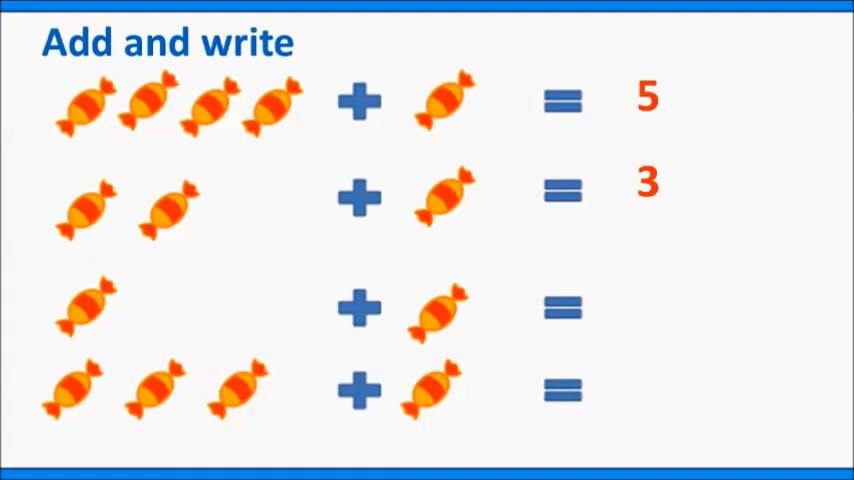 Add and write
+ = 5
+ = 3
+ =
+ =